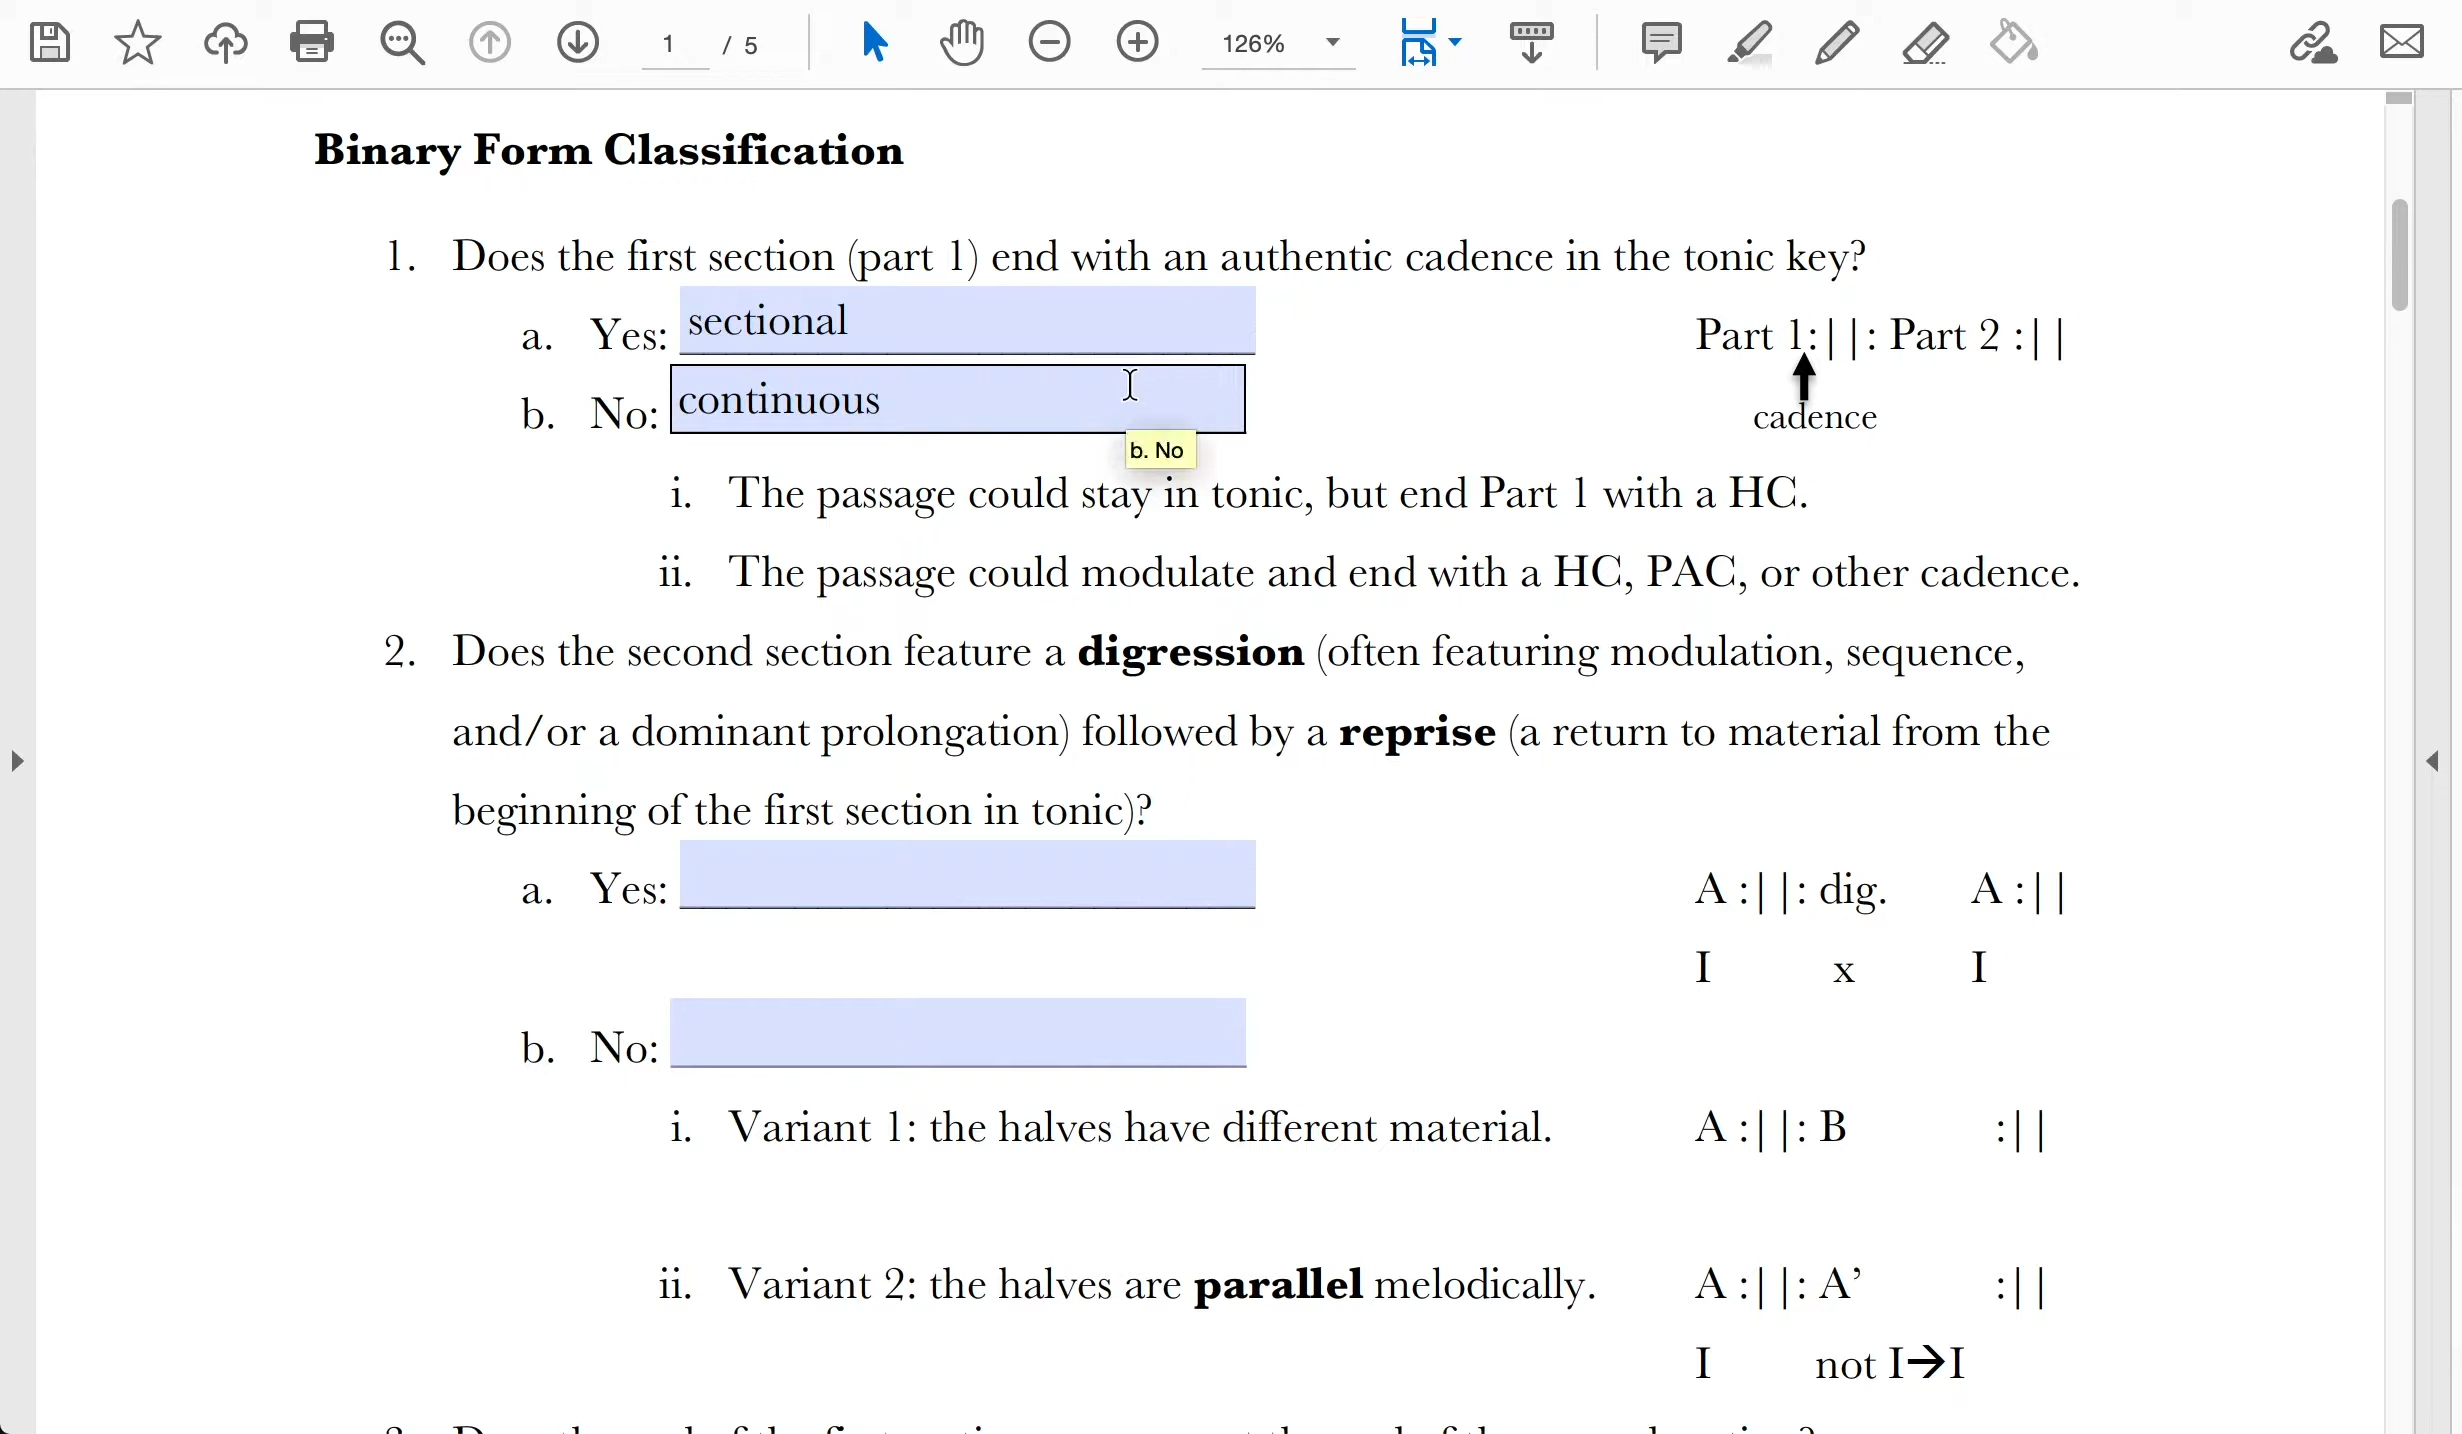 1 / 5 126%
Binary Form Classification
1. Does the first section (part 1) end with an authentic cadence in the tonic key?
a. Yes: sectional Part 1:||: Part 2 :||
b. No: continuous cadence
b. No
i. The passage could stay in tonic, but end Part 1 with a HC.
ii. The passage could modulate and end with a HC, PAC, or other cadence.
2. Does the second section feature a digression (often featuring modulation, sequence,
and/or a dominant prolongation) followed by a reprise (a return to material from the
beginning of the first section in tonic)?
a. Yes: A :||: dig. A :||
I x I
b. No:
i. Variant 1: the halves have different material. A :||: B :||
ii. Variant 2: the halves are parallel melodically. A :||: A’ :||
I not I→I